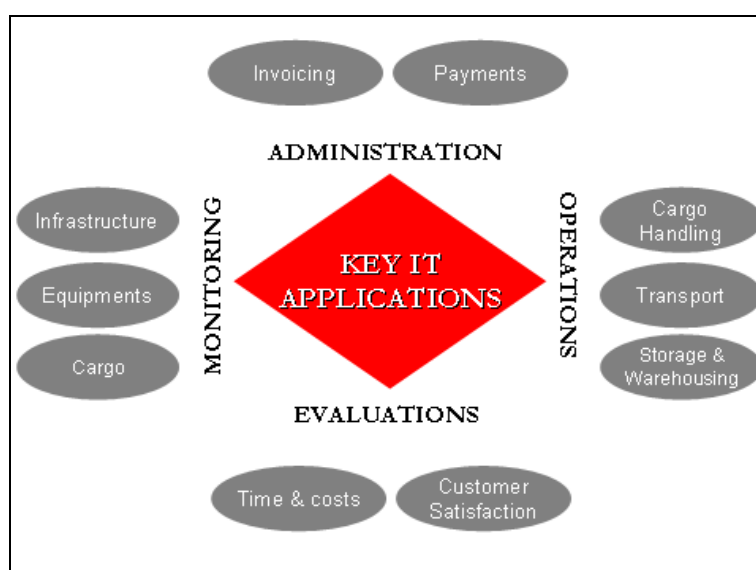 Invoicing
Payments
ADMINISTRATION
MONITORING
Infrastructure
Equipments
Cargo
KEY IT
APPLICATIONS
OPERATIONS
Cargo
Handling
Transport
Storage &
Warehousing
EVALUATIONS
Time & costs
Customer
Satisfaction